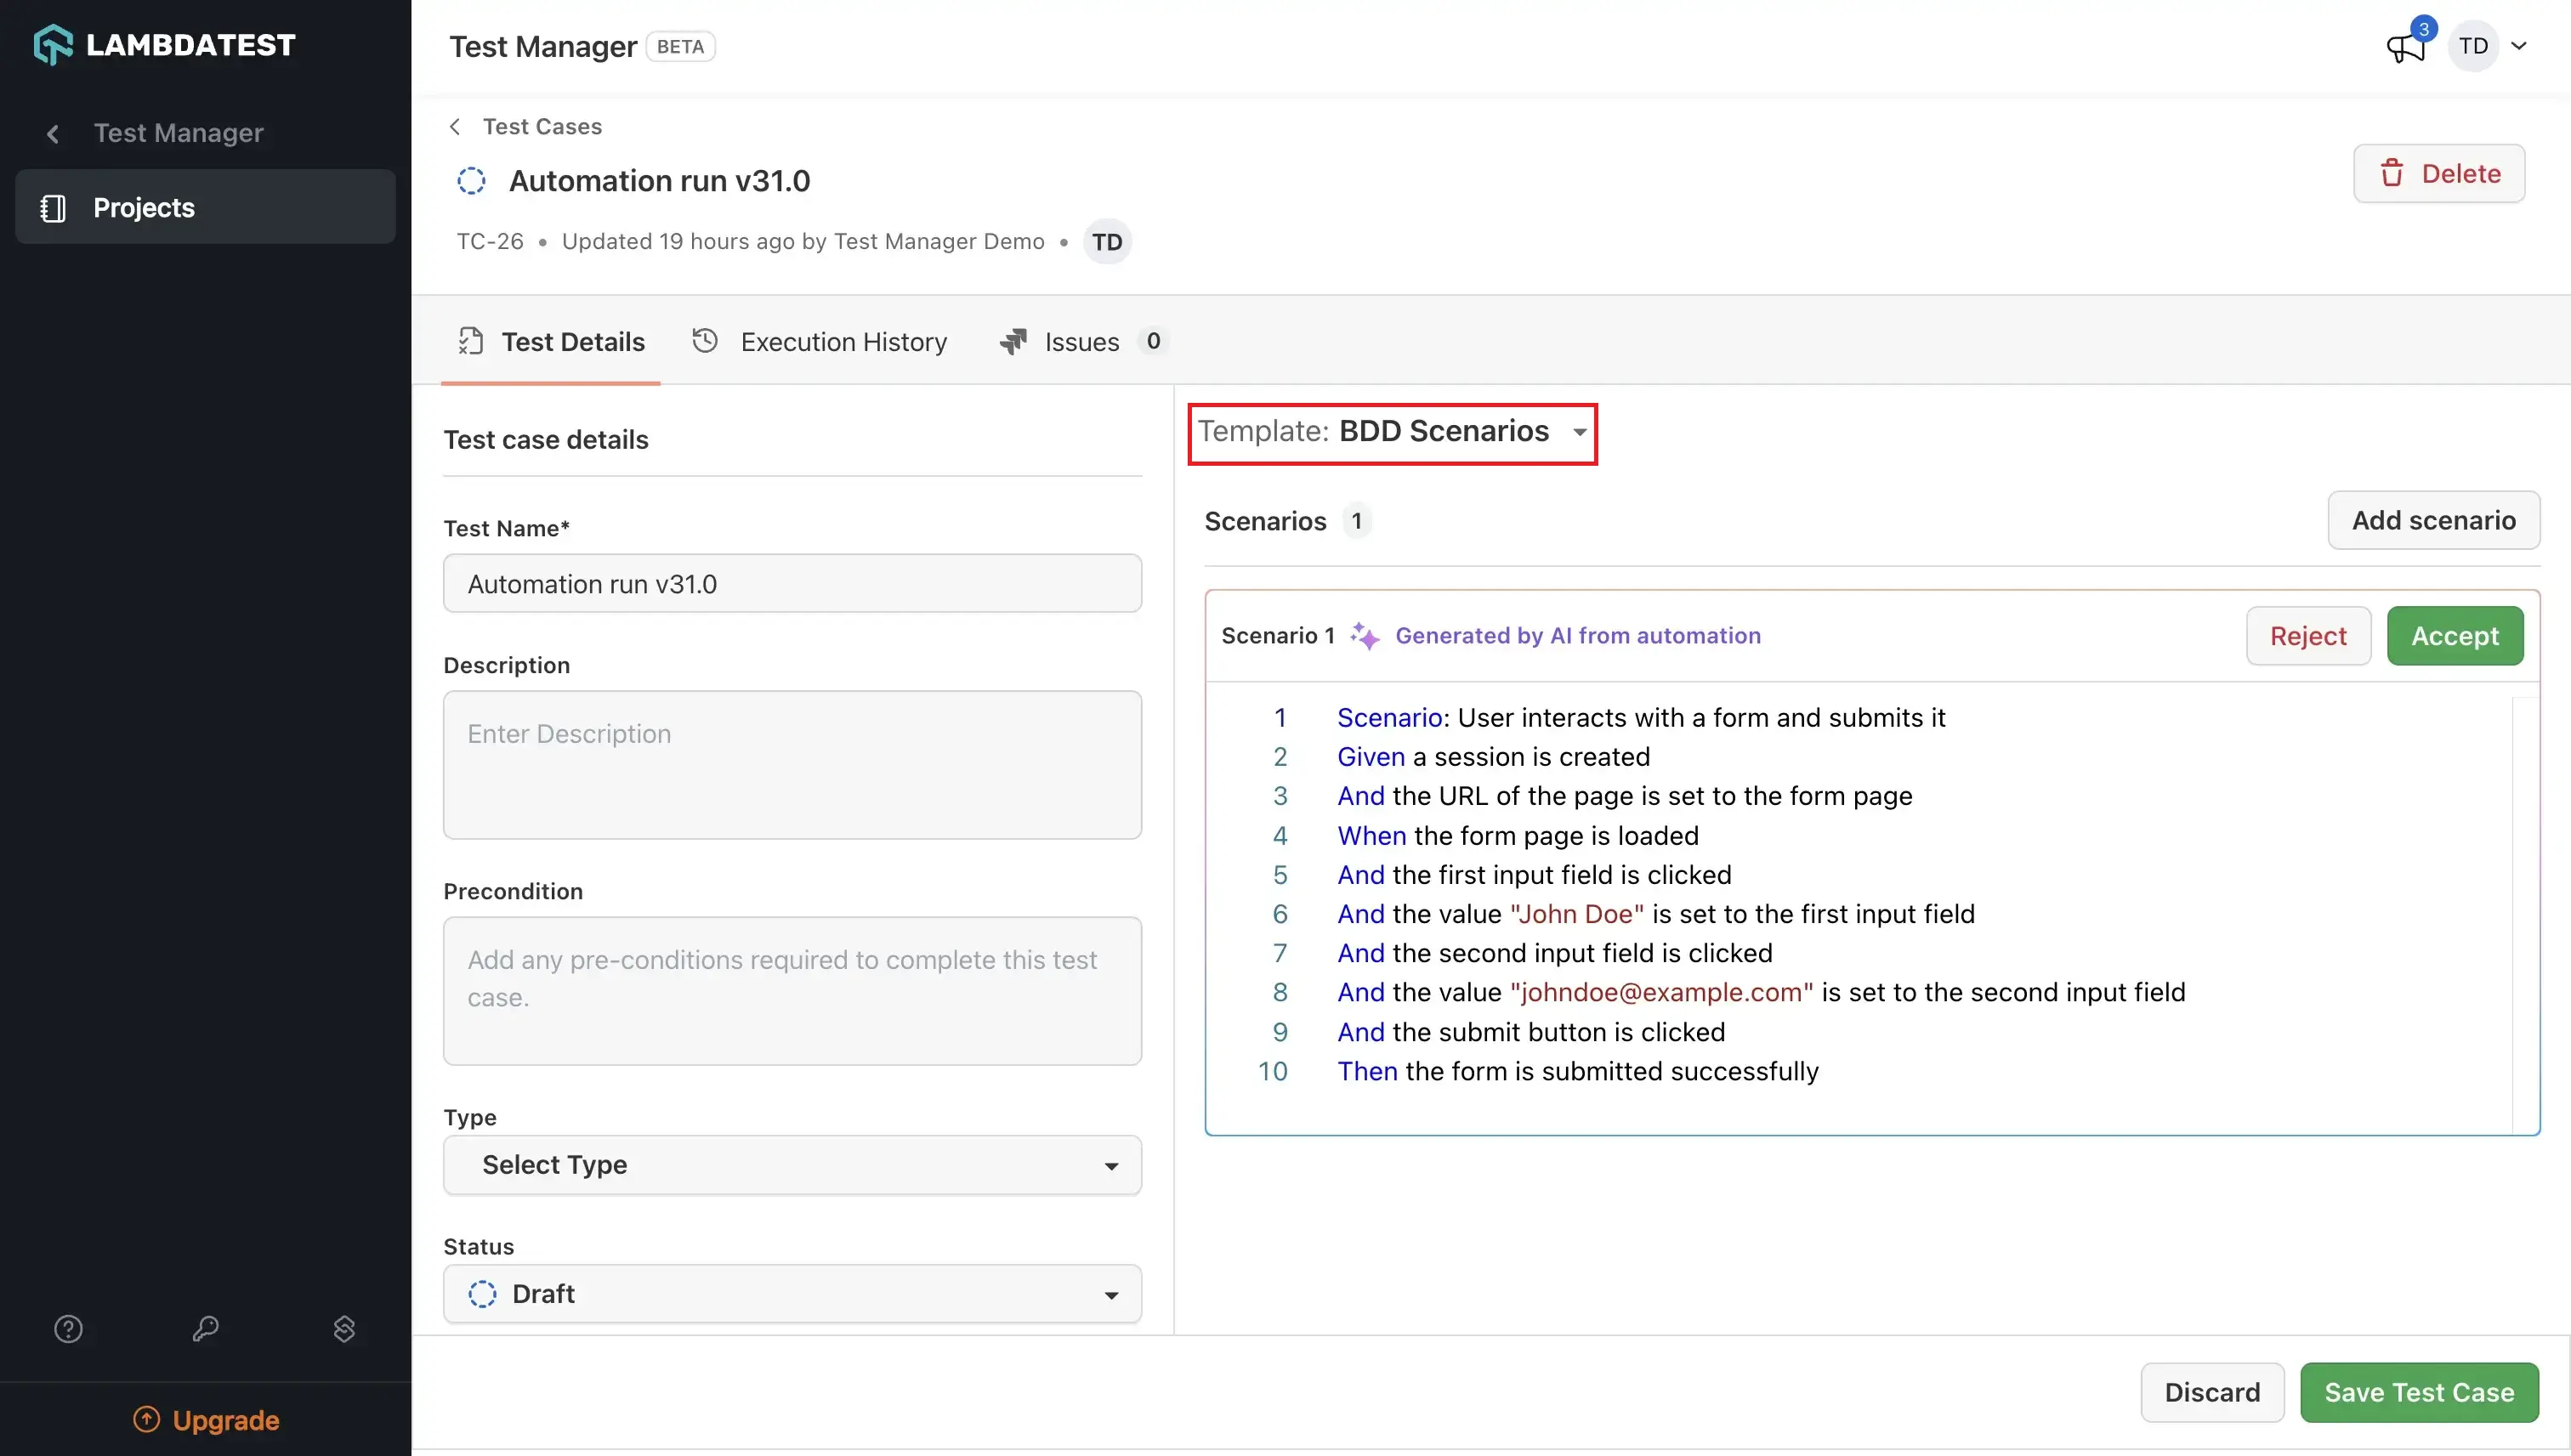 LAMBDATEST
Test Manager
Projects
Upgrade
Test Manager BETA
3
TD
Test Cases
Automation run v31.0
Delete
TC-26 • Updated 19 hours ago by Test Manager Demo • TD
Test Details
Execution History
Issues 0
Test case details
Test Name*
Automation run v31.0
Description
Enter Description
Precondition
Add any pre-conditions required to complete this test
case.
Type
Select Type
Status
Draft
Template: BDD Scenarios
Scenarios 1
Add scenario
Scenario 1 Generated by AI from automation
Reject
Accept
1 Scenario: User interacts with a form and submits it
2 Given a session is created
3 And the URL of the page is set to the form page
4 When the form page is loaded
5 And the first input field is clicked
6 And the value "John Doe" is set to the first input field
7 And the second input field is clicked
8 And the value "johndoe@example.com" is set to the second input field
9 And the submit button is clicked
10 Then the form is submitted successfully
Discard
Save Test Case